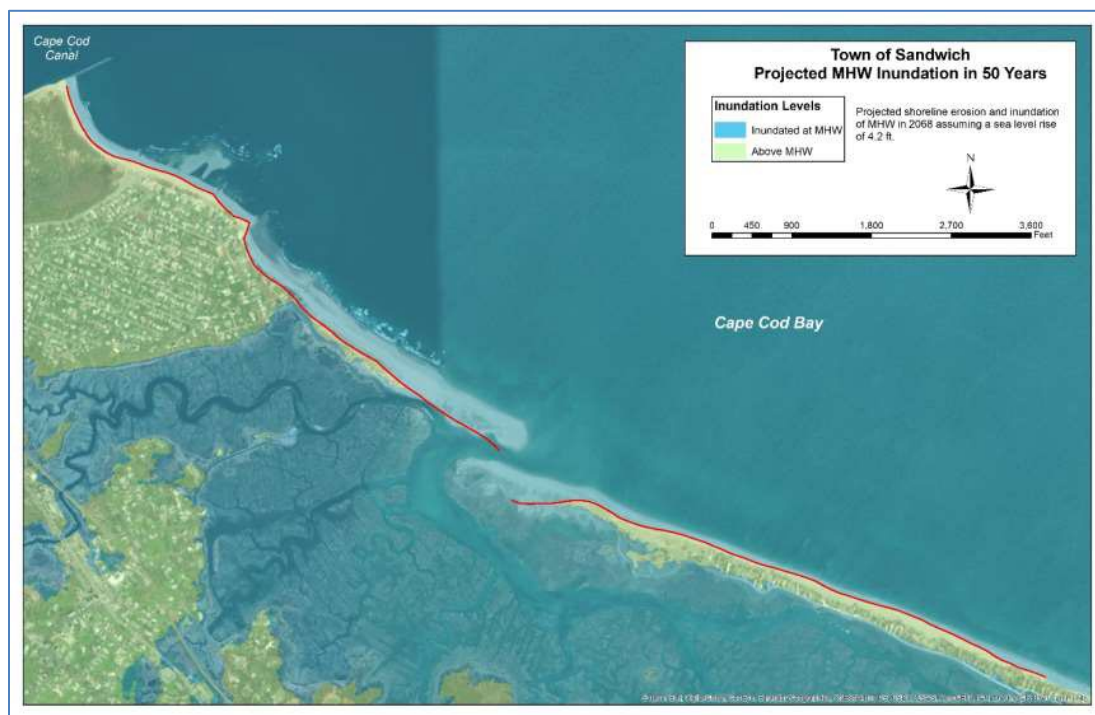 Cape Cod
Canal
Town of Sandwich
Projected MHW Inundation in 50 Years
Inundation Levels
Inundated at MHW
Above MHW
Projected shoreline erosion and inundation
of MHW in 2068 assuming a sea level rise
of 4.2 ft.
N
0 450 900 1,800 2,700 3,600
Feet
Cape Cod Bay